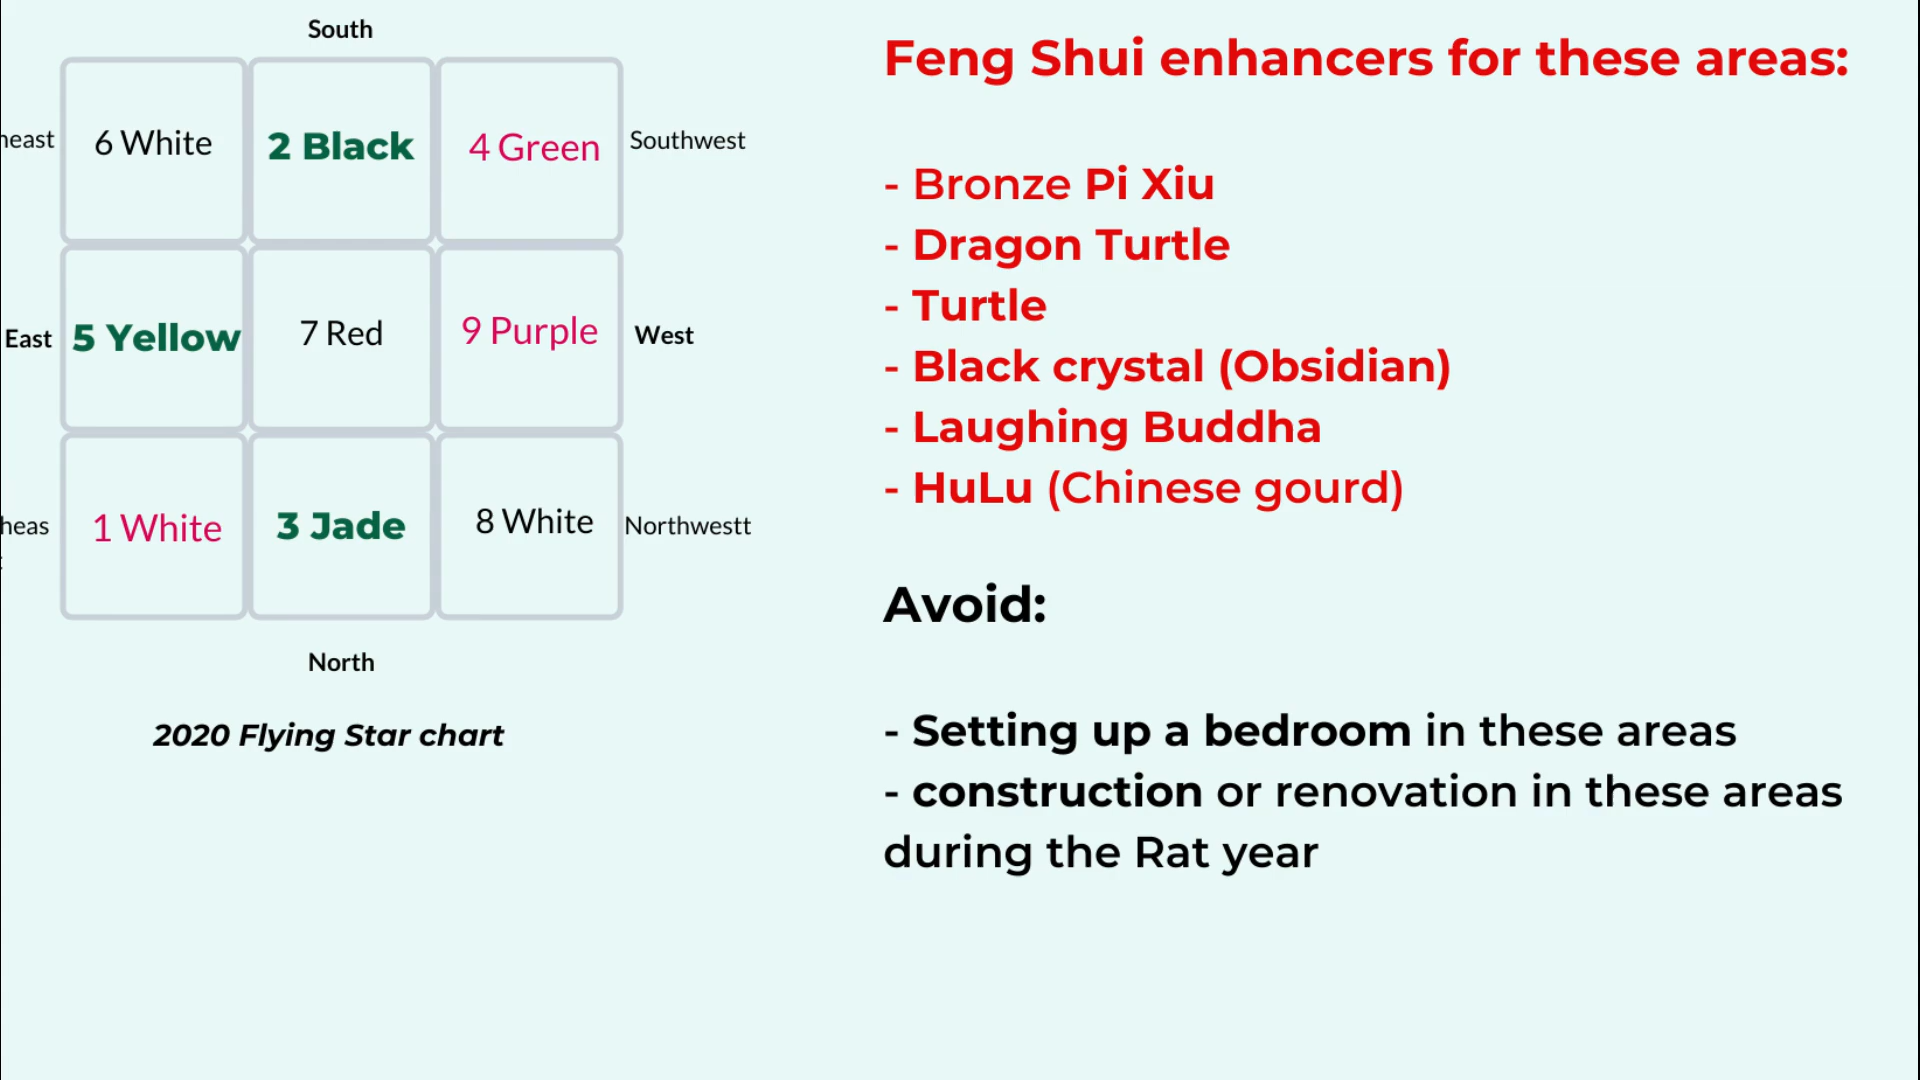 South
6 White
2 Black
4 Green
Southwest
East
5 Yellow
7 Red
9 Purple
West
1 White
3 Jade
8 White
Northwestt
North
2020 Flying Star chart
Feng Shui enhancers for these areas:
- Bronze Pi Xiu
- Dragon Turtle
- Turtle
- Black crystal (Obsidian)
- Laughing Buddha
- HuLu (Chinese gourd)
Avoid:
- Setting up a bedroom in these areas
- construction or renovation in these areas
during the Rat year